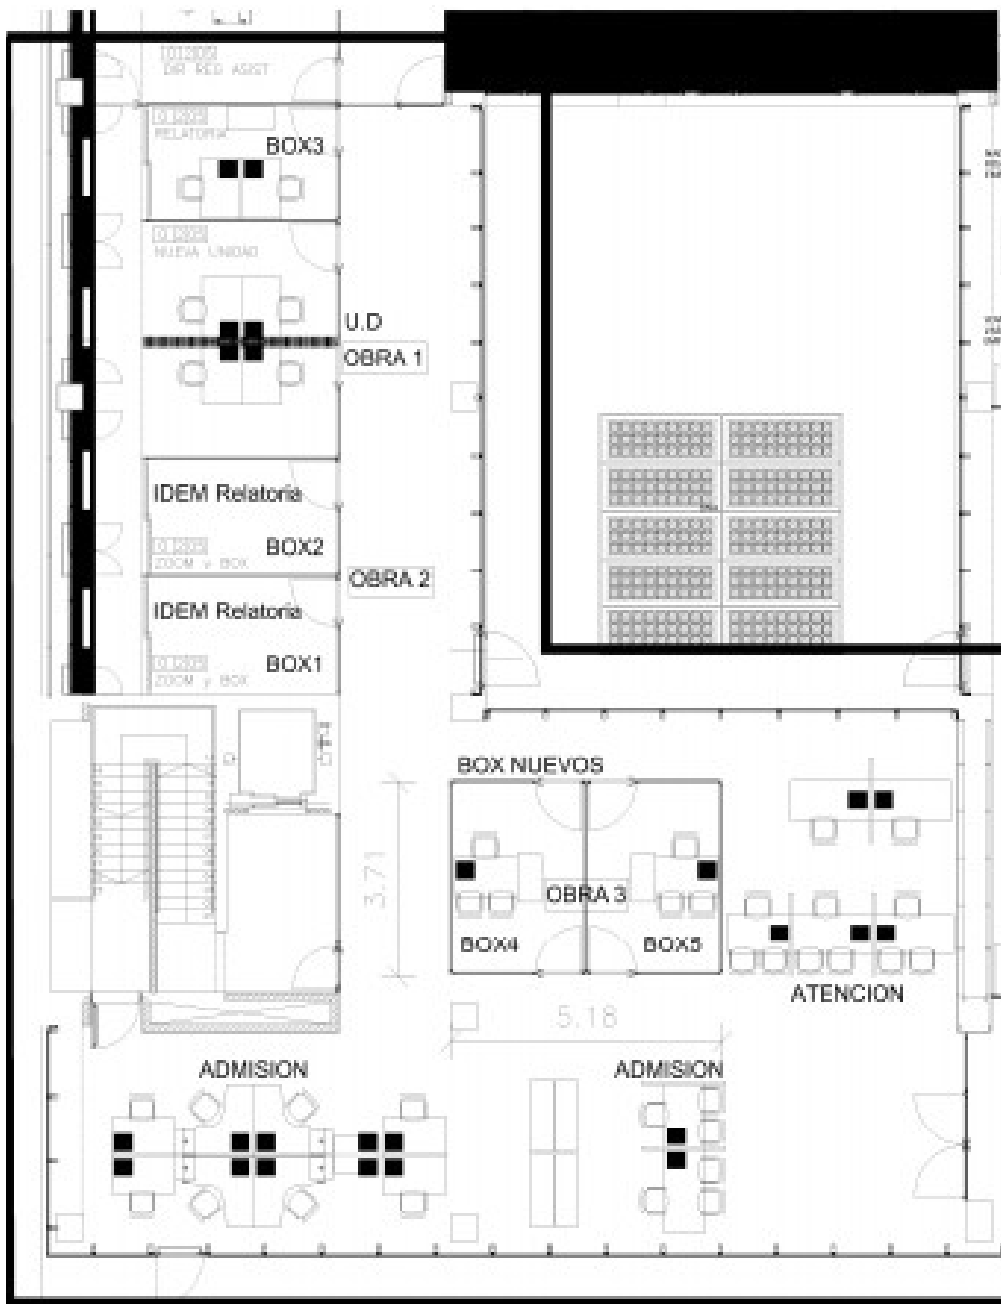 DIR RED ASIST
RELATORIA
BOX3
NUEVA UNIDAD
U.D
OBRA 1
IDEM Relatoria
BOX2
ZOOM y BOX
OBRA 2
IDEM Relatoria
BOX1
ZOOM y BOX
BOX NUEVOS
3.71
OBRA 3
BOX4
BOX5
ATENCION
5.18
ADMISION
ADMISION